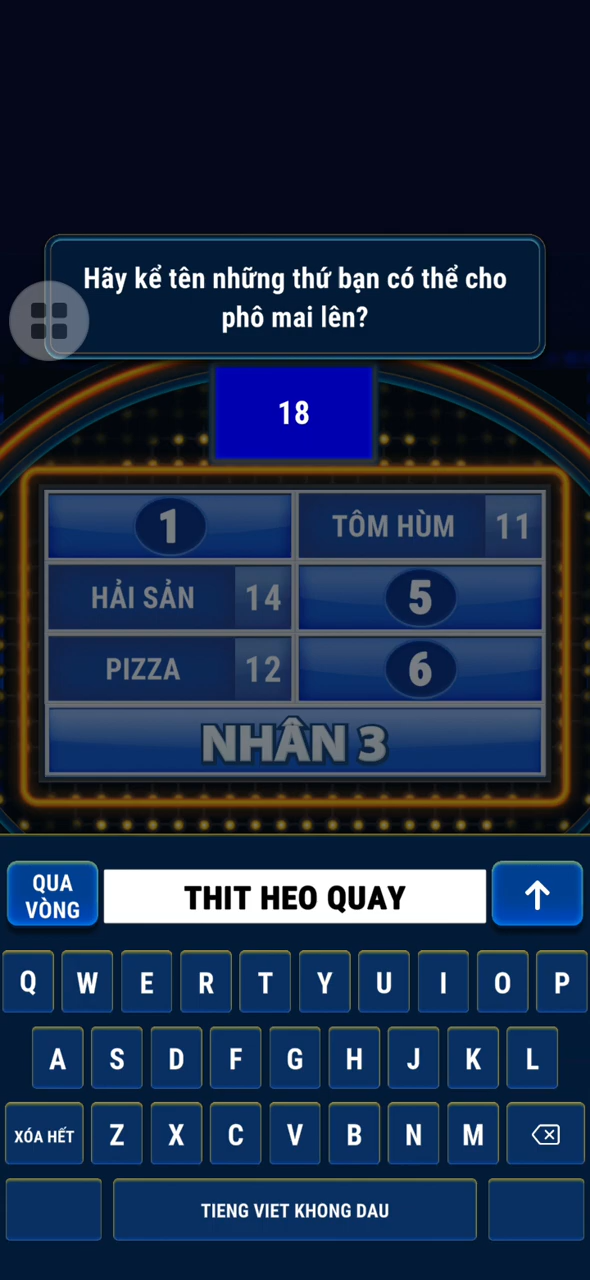 Hãy kể tên những thứ bạn có thể cho
phô mai lên?
18
1
TÔM HÙM 11
HẢI SẢN 14
5
PIZZA 12
6
NHÂN 3
QUA
VÒNG
THIT HEO QUAY
Q W E R T Y U I O P
A S D F G H J K L
XÓA HẾT Z X C V B N M
TIENG VIET KHONG DAU